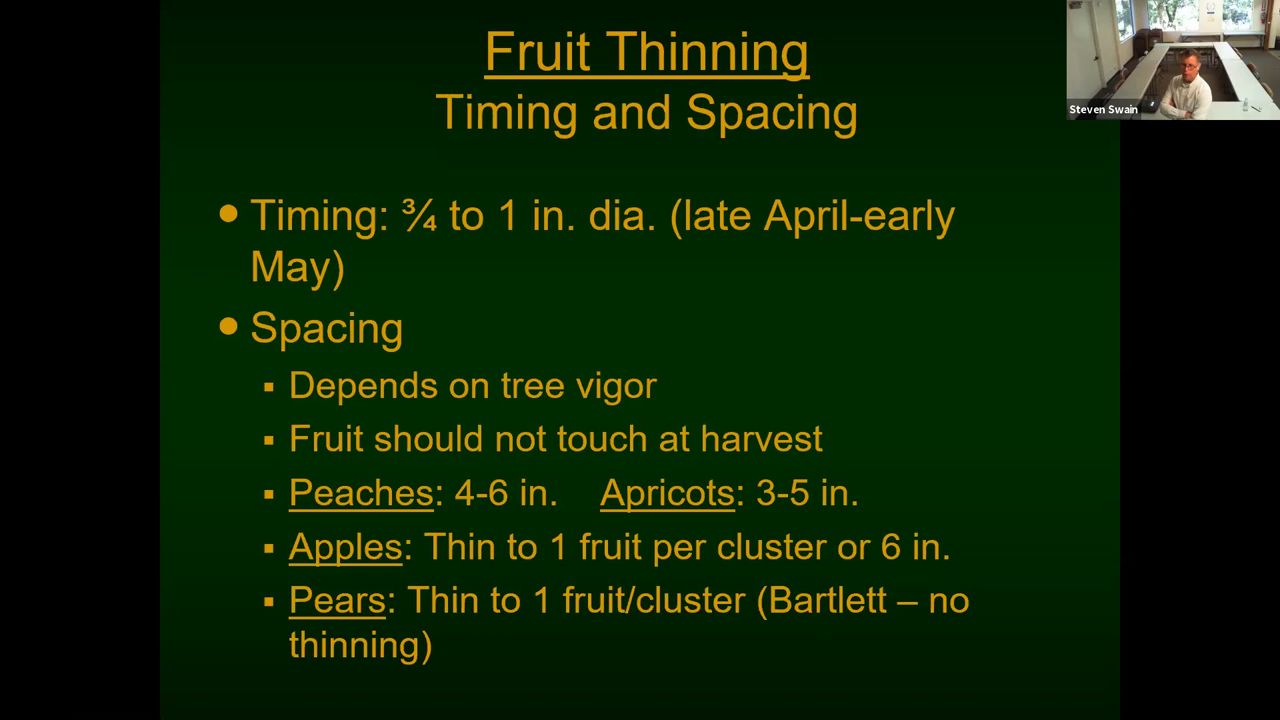 Fruit Thinning
Timing and Spacing
Steven Swain
• Timing: ¾ to 1 in. dia. (late April-early
May)
• Spacing
▪ Depends on tree vigor
▪ Fruit should not touch at harvest
▪ Peaches: 4-6 in. Apricots: 3-5 in.
▪ Apples: Thin to 1 fruit per cluster or 6 in.
▪ Pears: Thin to 1 fruit/cluster (Bartlett – no
thinning)